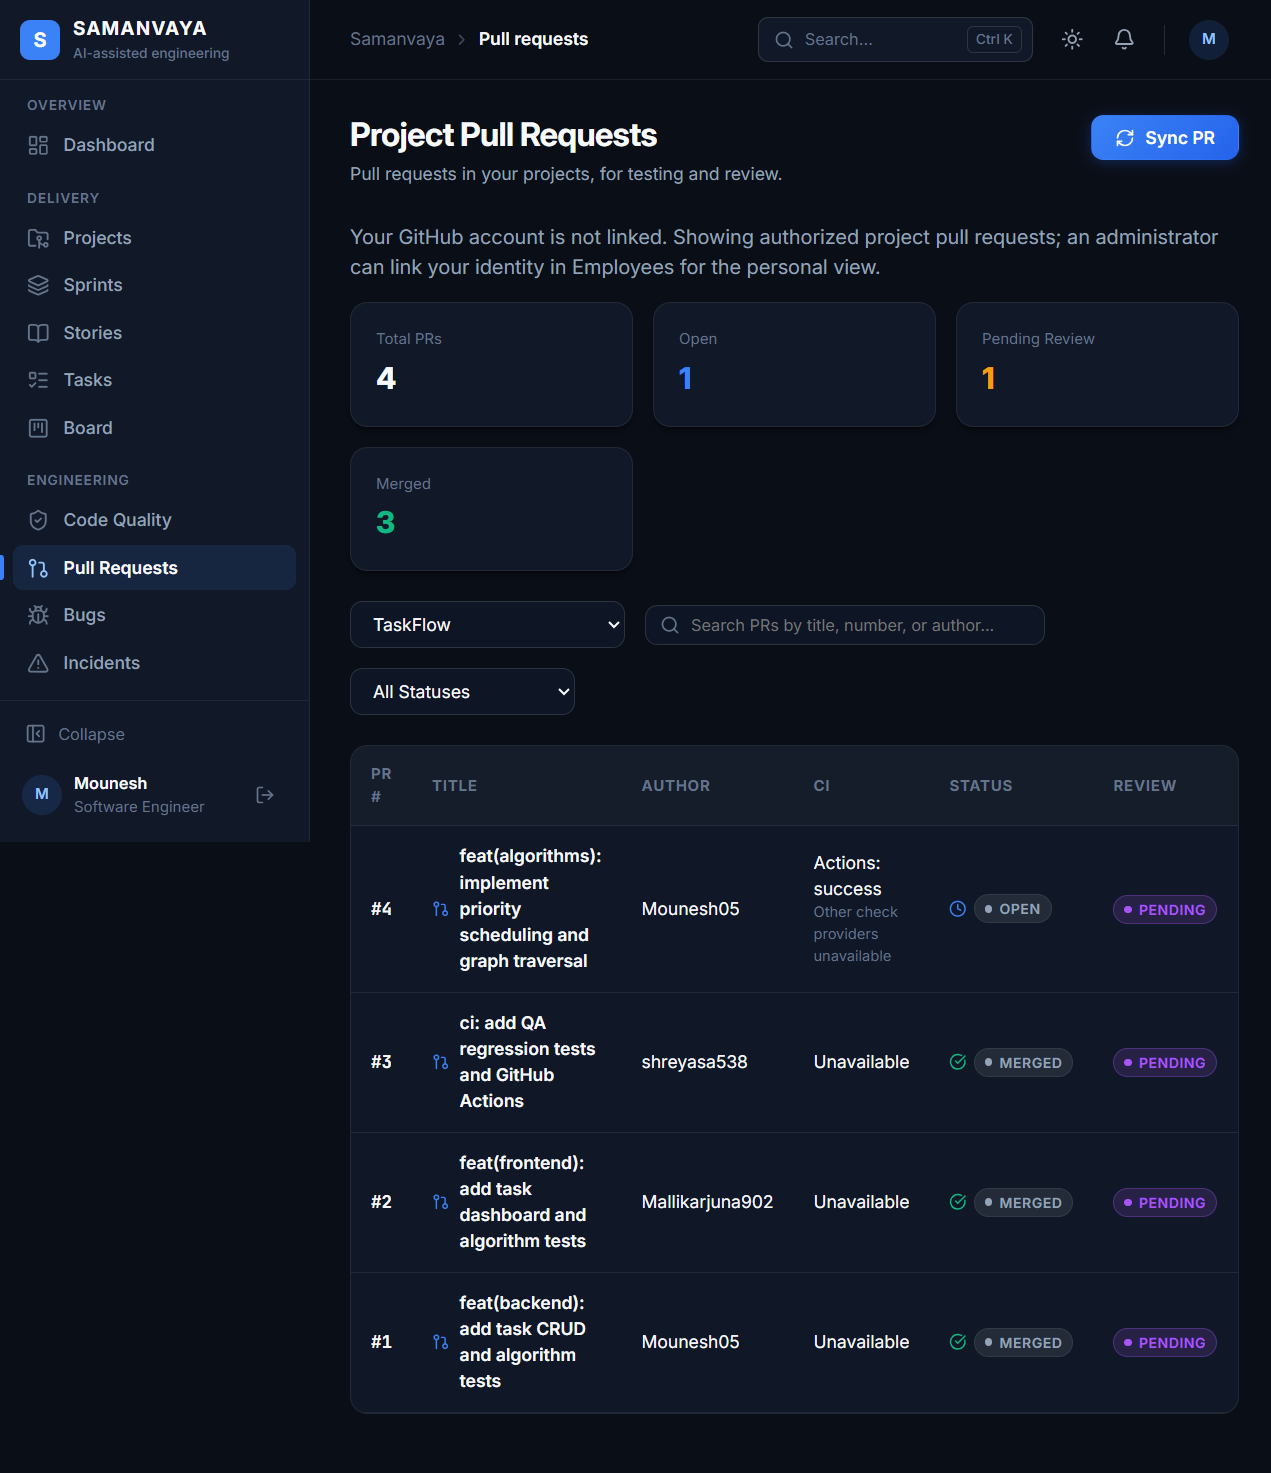 S
SAMANVAYA
AI-assisted engineering
Samanvaya > Pull requests
Search...
Ctrl K
M
OVERVIEW
Dashboard
DELIVERY
Projects
Sprints
Stories
Tasks
Board
ENGINEERING
Code Quality
Pull Requests
Bugs
Incidents
Collapse
M
Mounesh
Software Engineer
Project Pull Requests
Sync PR
Pull requests in your projects, for testing and review.
Your GitHub account is not linked. Showing authorized project pull requests; an administrator
can link your identity in Employees for the personal view.
Total PRs
4
Open
1
Pending Review
1
Merged
3
TaskFlow
Search PRs by title, number, or author...
All Statuses
PR
#
TITLE
AUTHOR
CI
STATUS
REVIEW
#4
feat(algorithms):
implement
priority
scheduling and
graph traversal
Mounesh05
Actions:
success
Other check
providers
unavailable
OPEN
PENDING
#3
ci: add QA
regression tests
and GitHub
Actions
shreyasa538
Unavailable
MERGED
PENDING
#2
feat(frontend):
add task
dashboard and
algorithm tests
Mallikarjuna902
Unavailable
MERGED
PENDING
#1
feat(backend):
add task CRUD
and algorithm
tests
Mounesh05
Unavailable
MERGED
PENDING